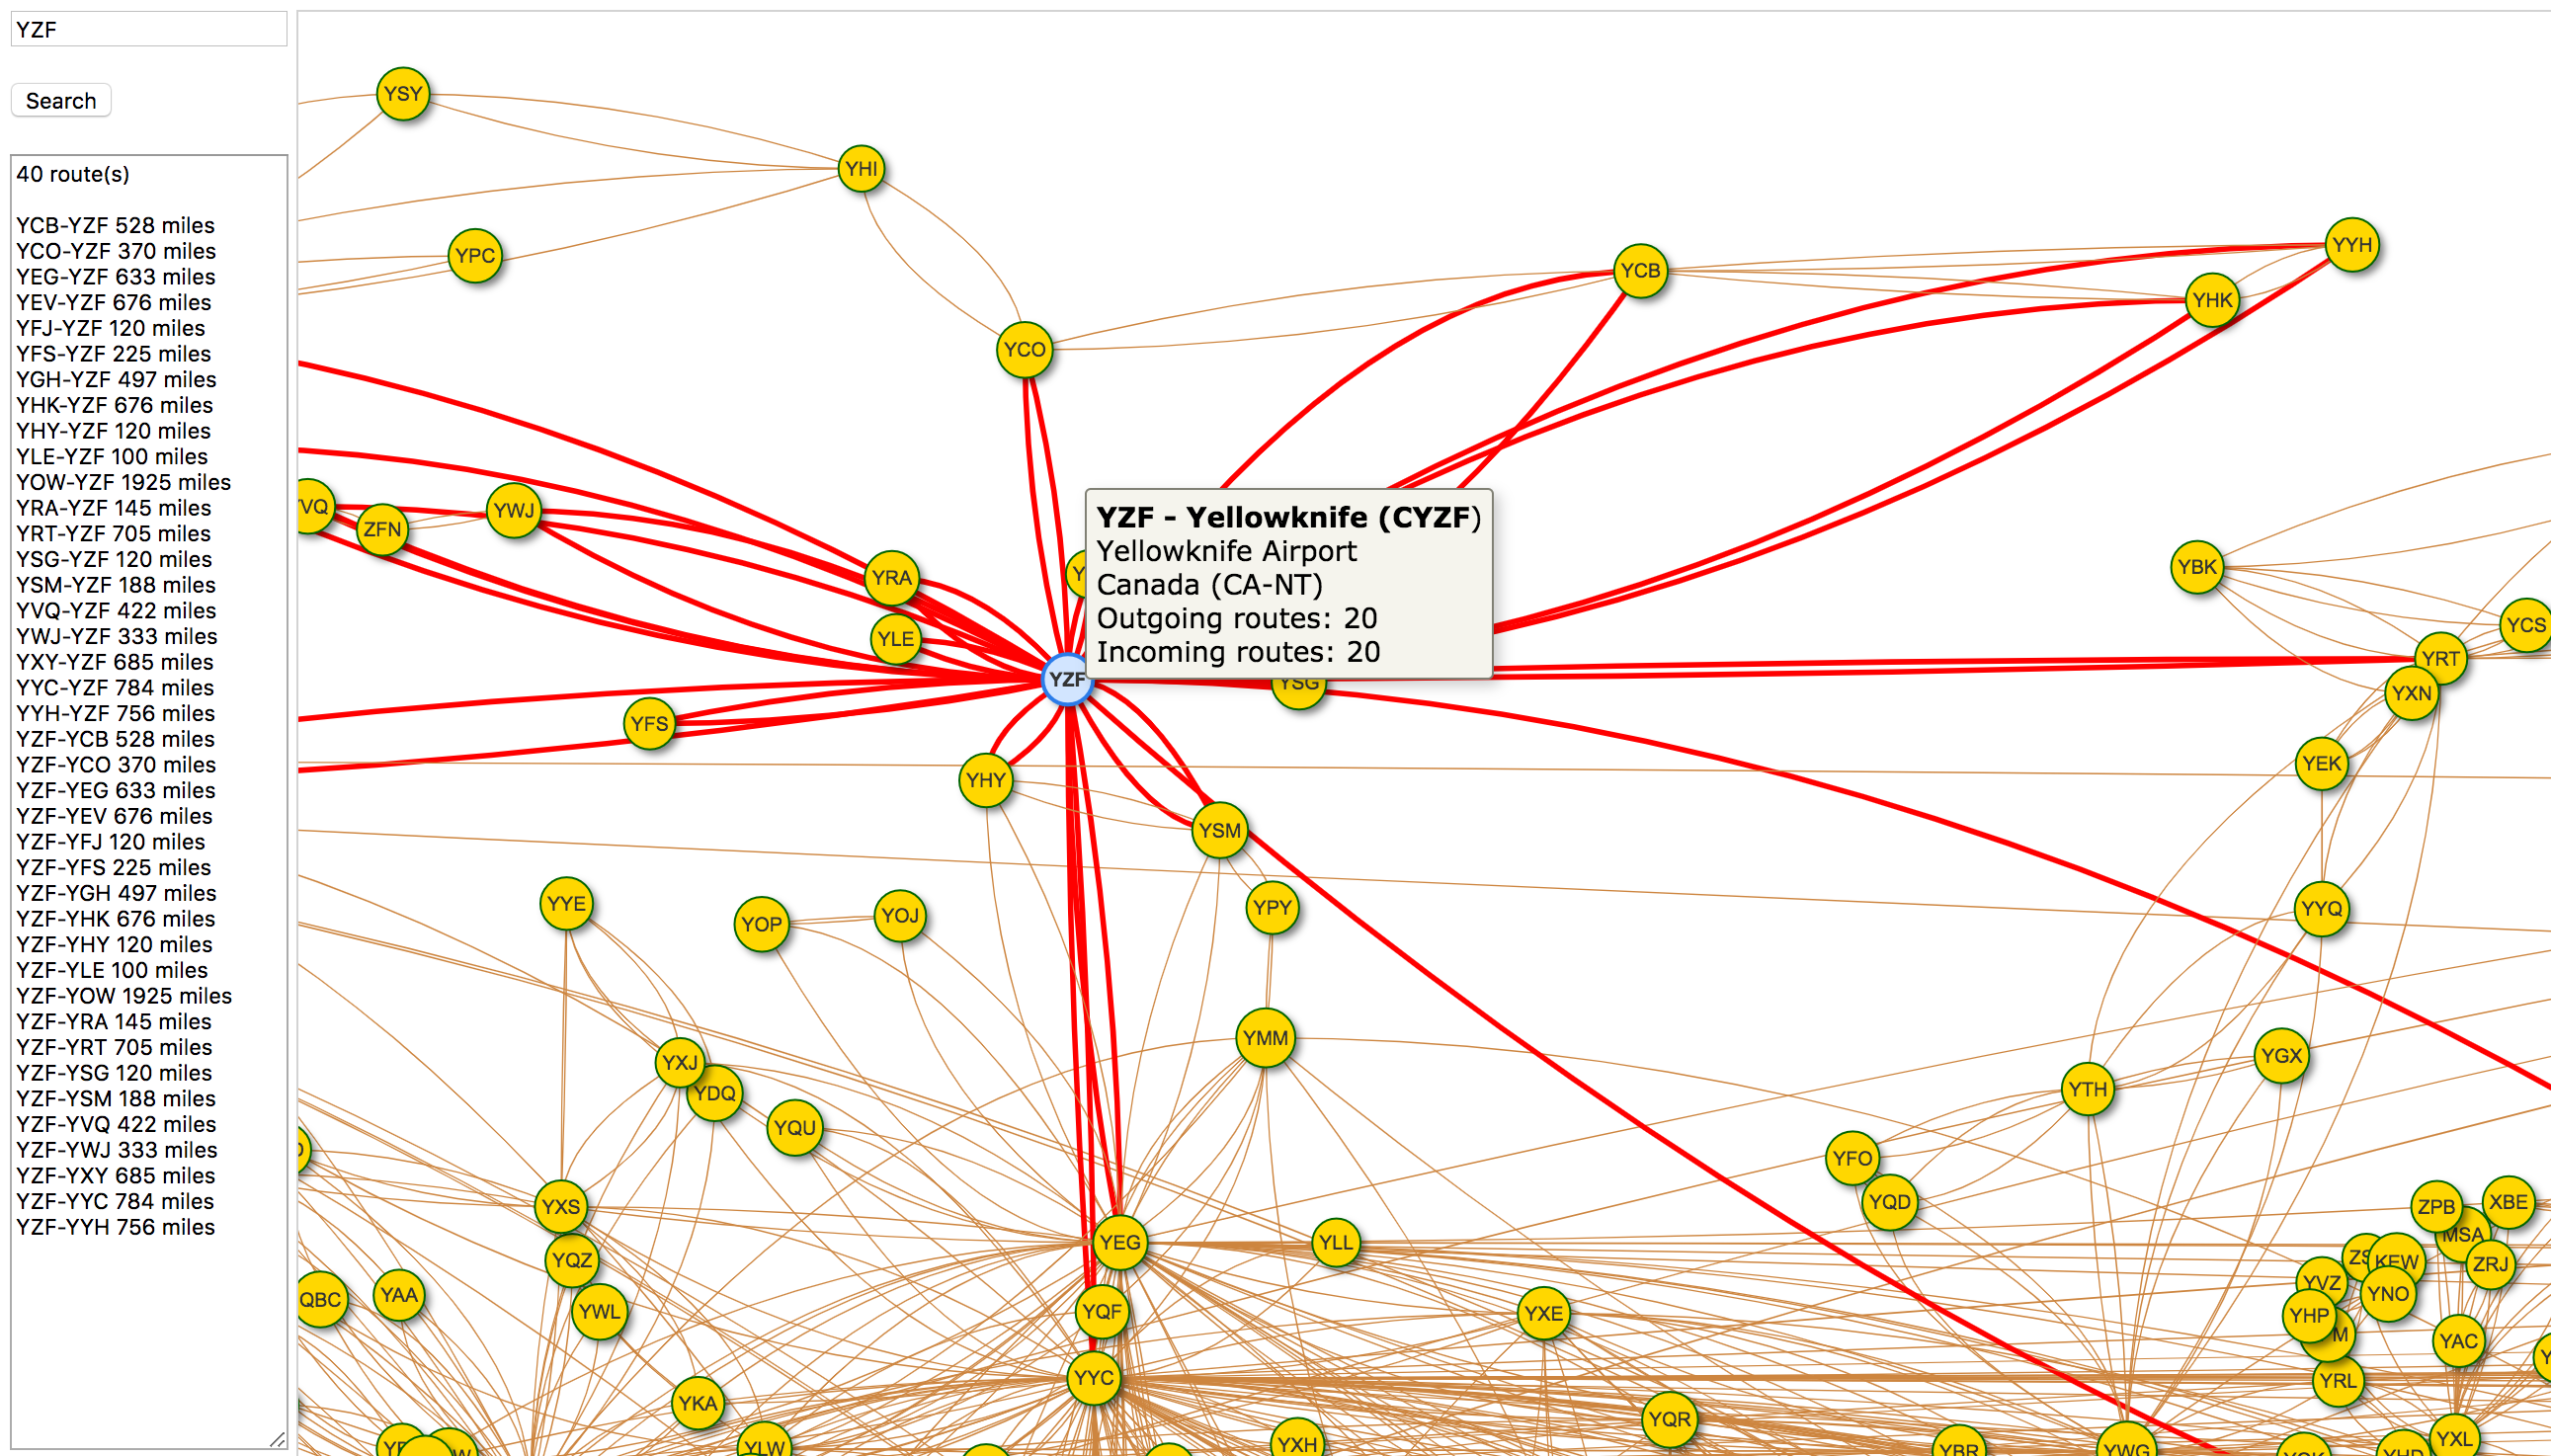 YZF
Search
40 route(s)
YCB-YZF 528 miles
YCO-YZF 370 miles
YEG-YZF 633 miles
YEV-YZF 676 miles
YFJ-YZF 120 miles
YFS-YZF 225 miles
YGH-YZF 497 miles
YHK-YZF 676 miles
YHY-YZF 120 miles
YLE-YZF 100 miles
YOW-YZF 1925 miles
YRA-YZF 145 miles
YRT-YZF 705 miles
YSG-YZF 120 miles
YSM-YZF 188 miles
YVQ-YZF 422 miles
YWJ-YZF 333 miles
YXY-YZF 685 miles
YYC-YZF 784 miles
YYH-YZF 756 miles
YZF-YCB 528 miles
YZF-YCO 370 miles
YZF-YEG 633 miles
YZF-YEV 676 miles
YZF-YFJ 120 miles
YZF-YFS 225 miles
YZF-YGH 497 miles
YZF-YHK 676 miles
YZF-YHY 120 miles
YZF-YLE 100 miles
YZF-YOW 1925 miles
YZF-YRA 145 miles
YZF-YRT 705 miles
YZF-YSG 120 miles
YZF-YSM 188 miles
YZF-YVQ 422 miles
YZF-YWJ 333 miles
YZF-YXY 685 miles
YZF-YYC 784 miles
YZF-YYH 756 miles
YSY
YHI
YPC
YYH
YCB
YHK
YCO
VQ
YWJ
ZFN
YZF - Yellowknife (CYZF)
Yellowknife Airport
Canada (CA-NT)
Outgoing routes: 20
Incoming routes: 20
YBK
YRA
YCS
YLE
YRT
YZF
YSG
YXN
YFS
YEK
YHY
YSM
YYE
YPY
YYQ
YOJ
YOP
YMM
YGX
YXJ
YTH
YDQ
YQU
YFO
YQD
XBE
YXS
ZPB
MSA
YEG
YLL
YQZ
KEW
ZRJ
YVZ
YNO
YAA
QBC
YWL
YQF
YXE
YHP
M
YAC
YYC
YRL
YKA
YQR
YXL
YXH
YLW
YBR
YWG